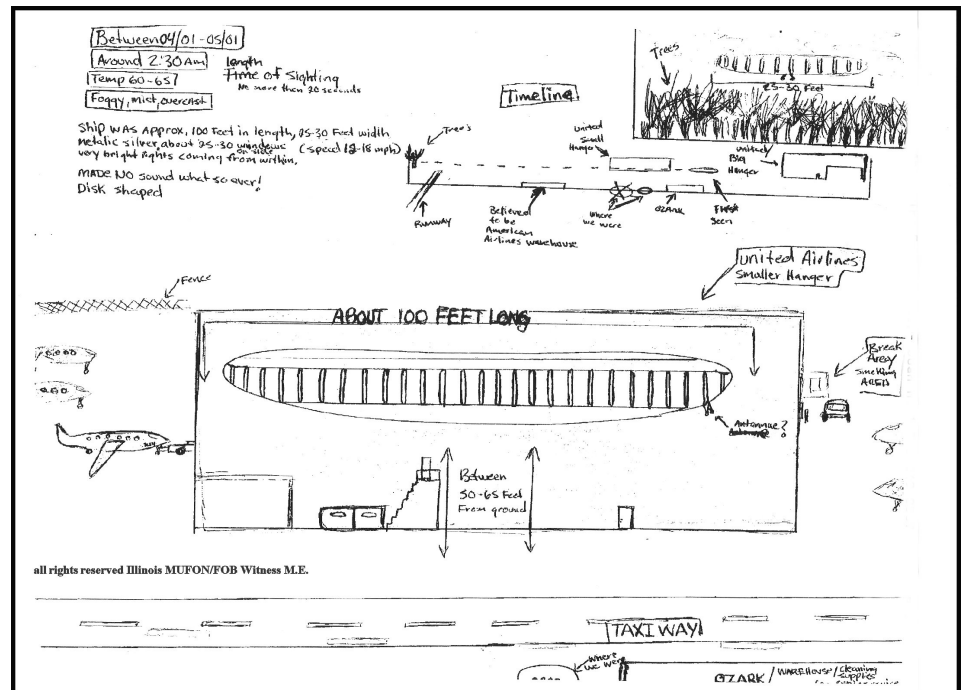 Between 04/01-05/01
Around 2:30 Am
Temp 60-65
Foggy, mist, overcast
length
Time of sighting
No more than 20 seconds
Ship was Approx, 100 Feet in length, 25-30 Feet width
Metalic silver, about 25-30 windows (speed 12-18 mph)
on side
very bright lights coming from within.
MADE NO sound what so ever!
Disk shaped
Timeline
Trees
25-30 Feet
Tree's
United
Small
Hangar
united
Big
Hanger
Runway
Believed
to be
American
Airlines warehouse
where
we were
OZARK
First
Seen
united Airlines
Smaller Hanger
Fence
ABOUT 100 FEET LONG
Break
Area
Smoking
AREA
Antannae?
Between
50-65 Feet
From ground
all rights reserved Illinois MUFON/FOB Witness M.E.
TAXI WAY
where
we were
OZARK / WAREHOUSE / Cleaning
supplies